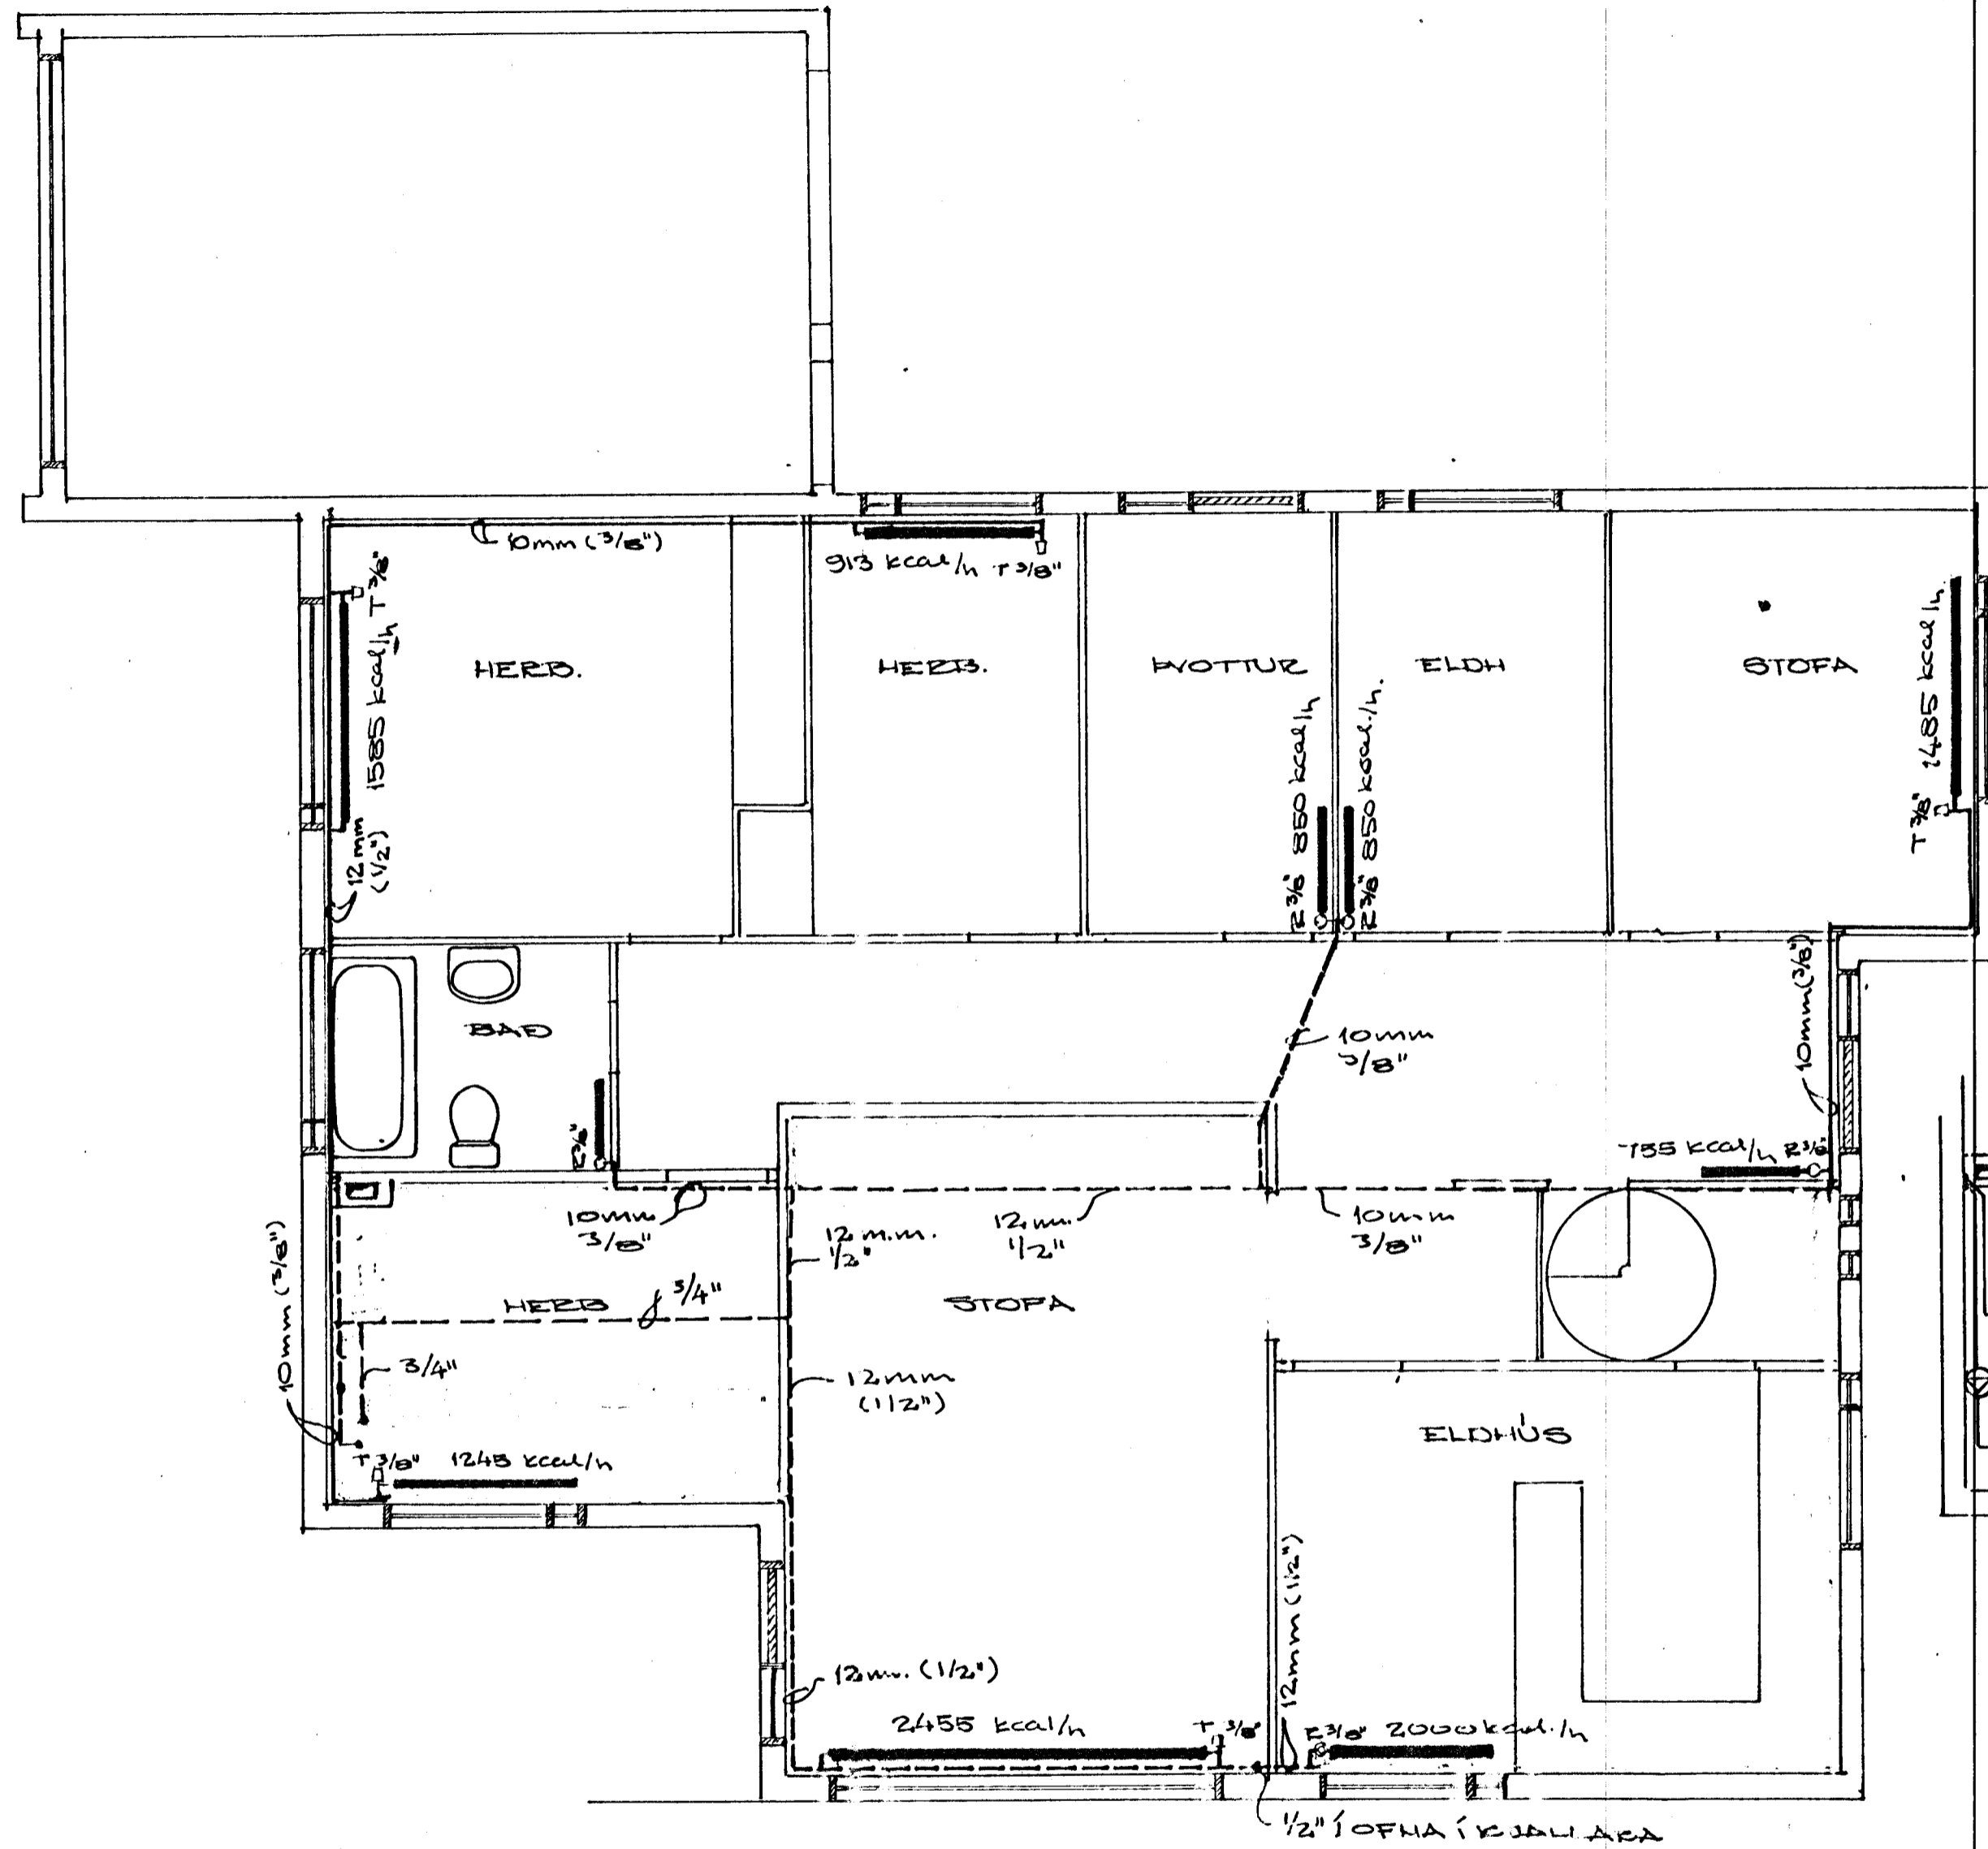 10mm (3/8")
913 kcal/h T 3/8"
1585 kcal/h T 3/8"
12 mm
(1/2")
HERB.
HERB.
ÞVOTTUR
ELDH
STOFA
R 3/8" 850 kcal/h
R 3/8" 850 kcal./h.
T 3/8" 1485 kcal/h.
BAÐ
R 3/8"
10mm
3/8"
10mm (3/8")
755 kcal/h R 3/8"
10mm
3/8"
12 m.m.
1/2"
12 mm.
1/2"
10mm
3/8"
10mm (3/8")
HERB
3/4"
STOFA
3/4"
12mm
(1/2")
ELDHÚS
T 3/8" 1245 kcal/h
12mm (1/2")
12 mm. (1/2")
2455 kcal/h T 3/8"
R 3/8" 2000 kcal./h
1/2" Í OFNA Í KJALLARA